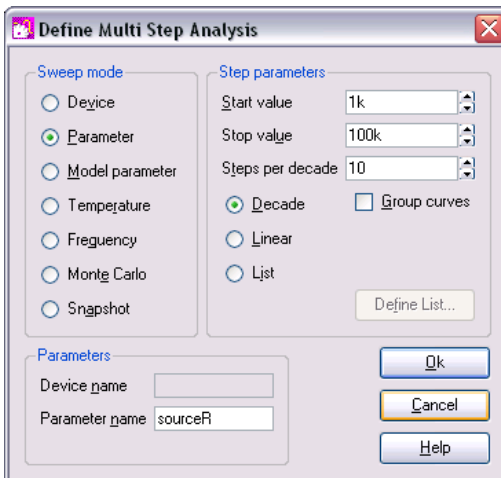 Define Multi Step Analysis
Sweep mode
Device
Parameter
Model parameter
Temperature
Freguency
Monte Carlo
Snapshot
Step parameters
Start value 1k
Stop value 100k
Steps per decade 10
Decade
Group curves
Linear
List
Define List...
Parameters
Device name
Parameter name sourceR
Ok
Cancel
Help